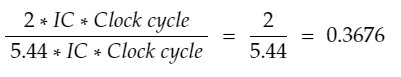 2 * IC * Clock cycle / 5.44 * IC * Clock cycle = 2 / 5.44 = 0.3676